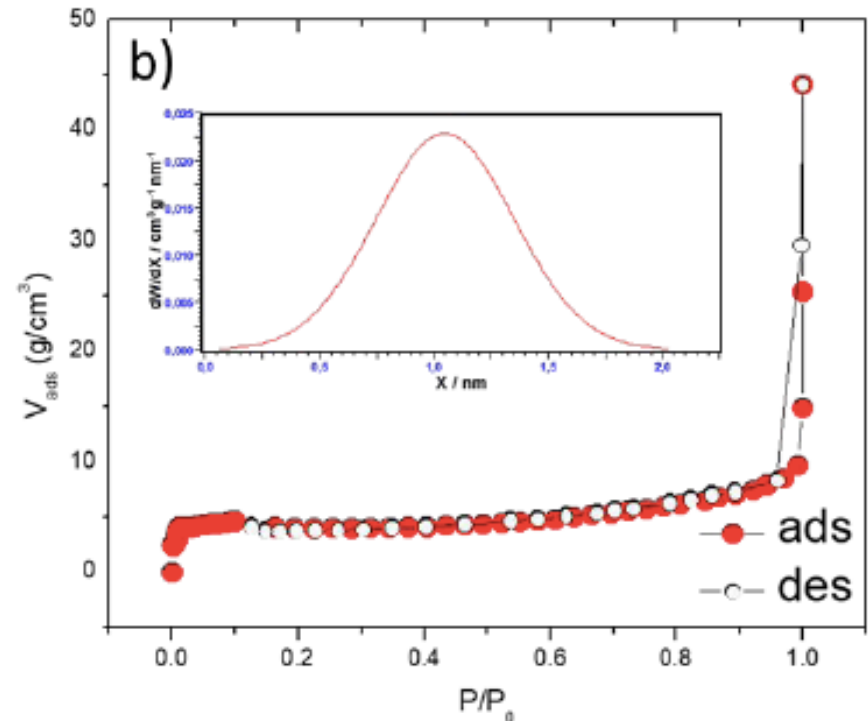 b)
50
40
30
20
10
0
V_ads (g/cm³)
0.0 0.2 0.4 0.6 0.8 1.0
P/P₀
0,025
0,020
0,015
0,010
0,005
0,000
dW/dX / cm³g⁻¹ nm⁻¹
0,0 0,5 1,0 1,5 2,0
X / nm
ads
des